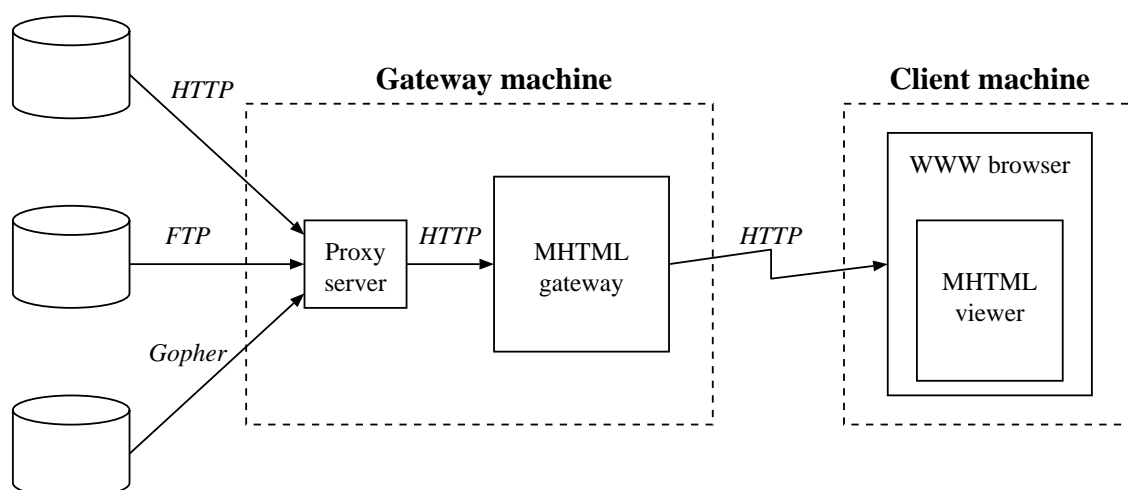 Gateway machine
Client machine
HTTP
WWW browser
FTP
Proxy
server
HTTP
MHTML
gateway
HTTP
MHTML
viewer
Gopher